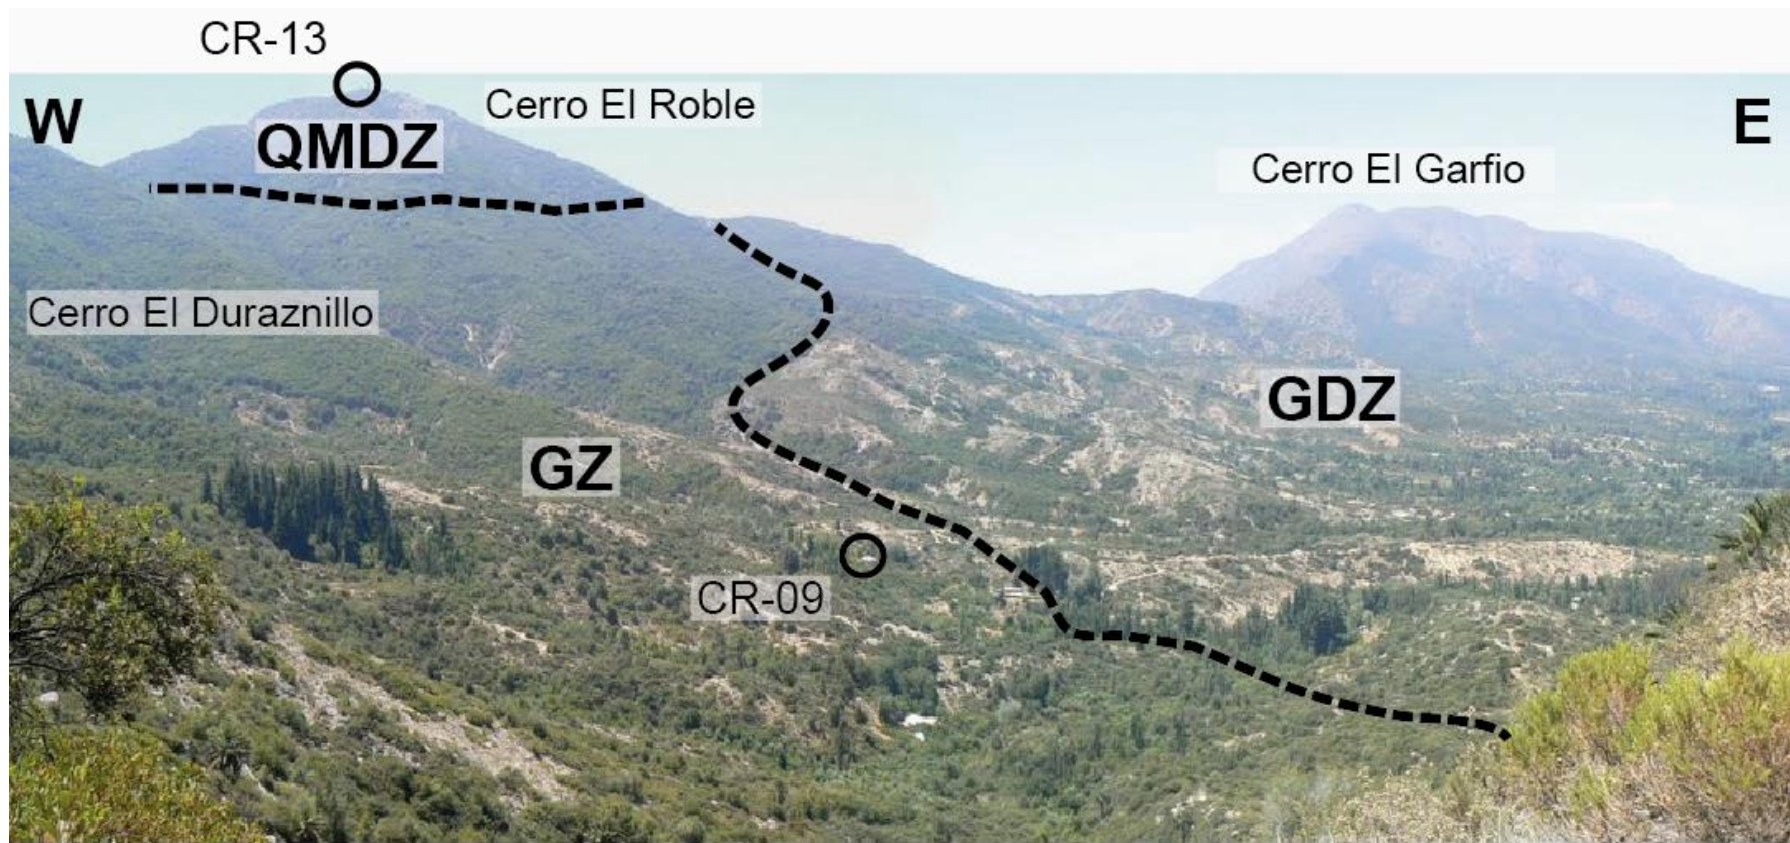 CR-13
W
Cerro El Roble
E
QMDZ
Cerro El Garfio
Cerro El Duraznillo
GDZ
GZ
CR-09